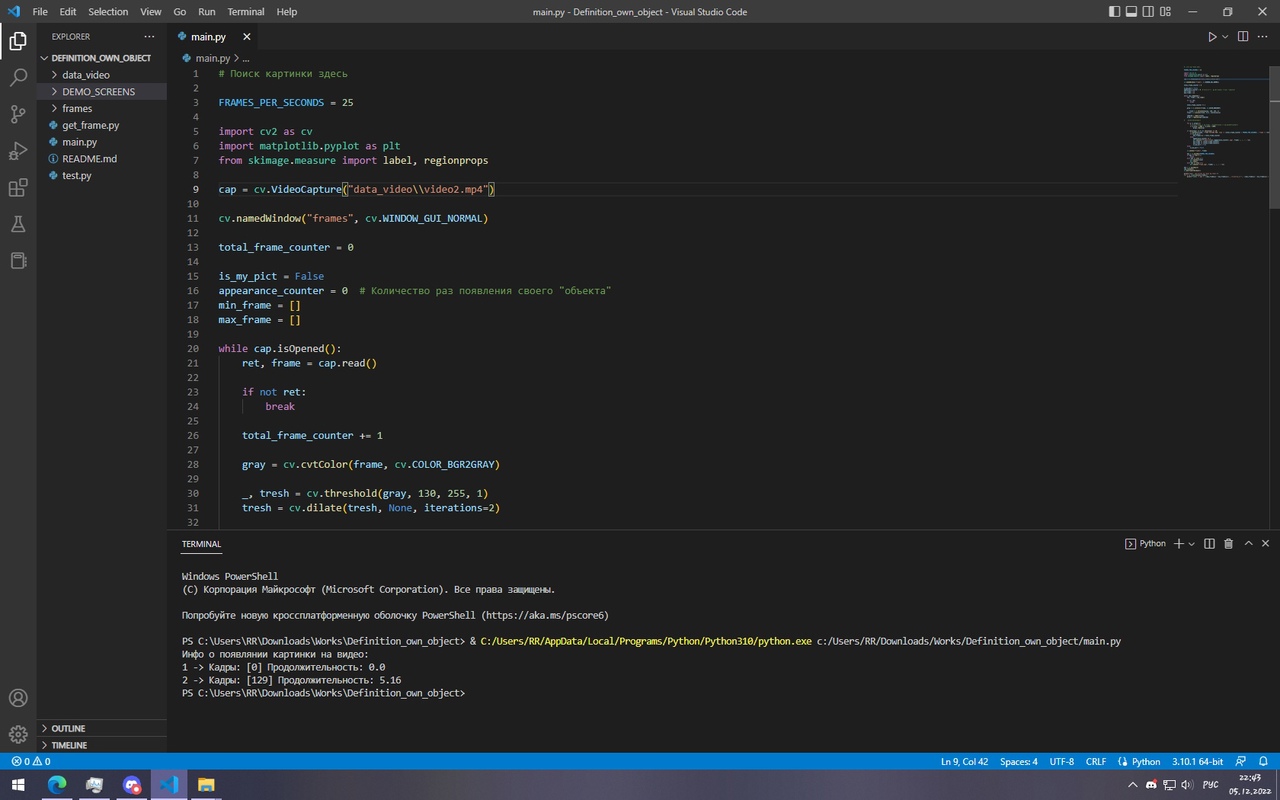 File Edit Selection View Go Run Terminal Help
main.py - Definition_own_object - Visual Studio Code
EXPLORER
DEFINITION_OWN_OBJECT
data_video
DEMO_SCREENS
frames
get_frame.py
main.py
README.md
test.py
OUTLINE
TIMELINE
main.py
main.py > ...
1 # Поиск картинки здесь
2
3 FRAMES_PER_SECONDS = 25
4
5 import cv2 as cv
6 import matplotlib.pyplot as plt
7 from skimage.measure import label, regionprops
8
9 cap = cv.VideoCapture("data_video\\video2.mp4")
10
11 cv.namedWindow("frames", cv.WINDOW_GUI_NORMAL)
12
13 total_frame_counter = 0
14
15 is_my_pict = False
16 appearance_counter = 0  # Количество раз появления своего "объекта"
17 min_frame = []
18 max_frame = []
19
20 while cap.isOpened():
21     ret, frame = cap.read()
22
23     if not ret:
24         break
25
26     total_frame_counter += 1
27
28     gray = cv.cvtColor(frame, cv.COLOR_BGR2GRAY)
29
30     _, tresh = cv.threshold(gray, 130, 255, 1)
31     tresh = cv.dilate(tresh, None, iterations=2)
32
TERMINAL
Python
Windows PowerShell
(C) Корпорация Майкрософт (Microsoft Corporation). Все права защищены.
Попробуйте новую кроссплатформенную оболочку PowerShell (https://aka.ms/pscore6)
PS C:\Users\RR\Downloads\Works\Definition_own_object> & C:/Users/RR/AppData/Local/Programs/Python/Python310/python.exe c:/Users/RR/Downloads/Works/Definition_own_object/main.py
Инфо о появлянии картинки на видео:
1 -> Кадры: [0] Продолжительность: 0.0
2 -> Кадры: [129] Продолжительность: 5.16
PS C:\Users\RR\Downloads\Works\Definition_own_object>
0 0
Ln 9, Col 42 Spaces: 4 UTF-8 CRLF Python 3.10.1 64-bit
РУС
22:43
05.12.2022